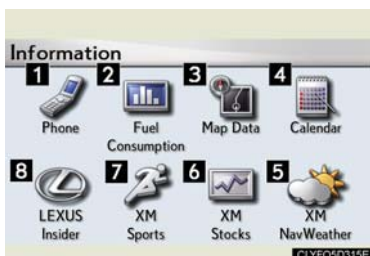 Information
1 2 3 4
Phone Fuel Consumption Map Data Calendar
8 7 6 5
LEXUS Insider XM Sports XM Stocks XM NavWeather
CLYFO5D315E